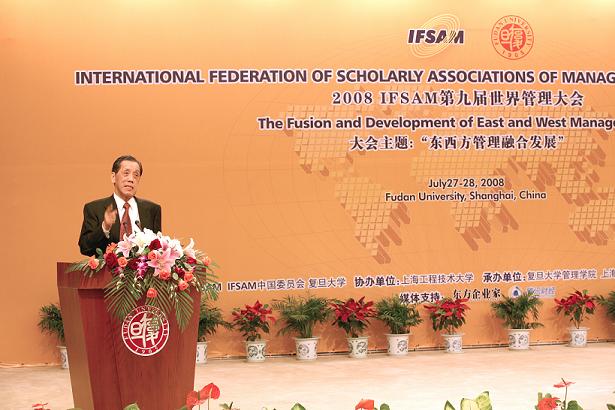 IFSAM
INTERNATIONAL FEDERATION OF SCHOLARLY ASSOCIATIONS OF MANAG
2008 IFSAM第九届世界管理大会
The Fusion and Development of East and West Manag
大会主题:“东西方管理融合发展”
July27-28, 2008
Fudan University, Shanghai, China
SAM IFSAM中国委员会 复旦大学 协办单位:上海工程技术大学 承办单位:复旦大学管理学院 上海
媒体支持: 东方企业家